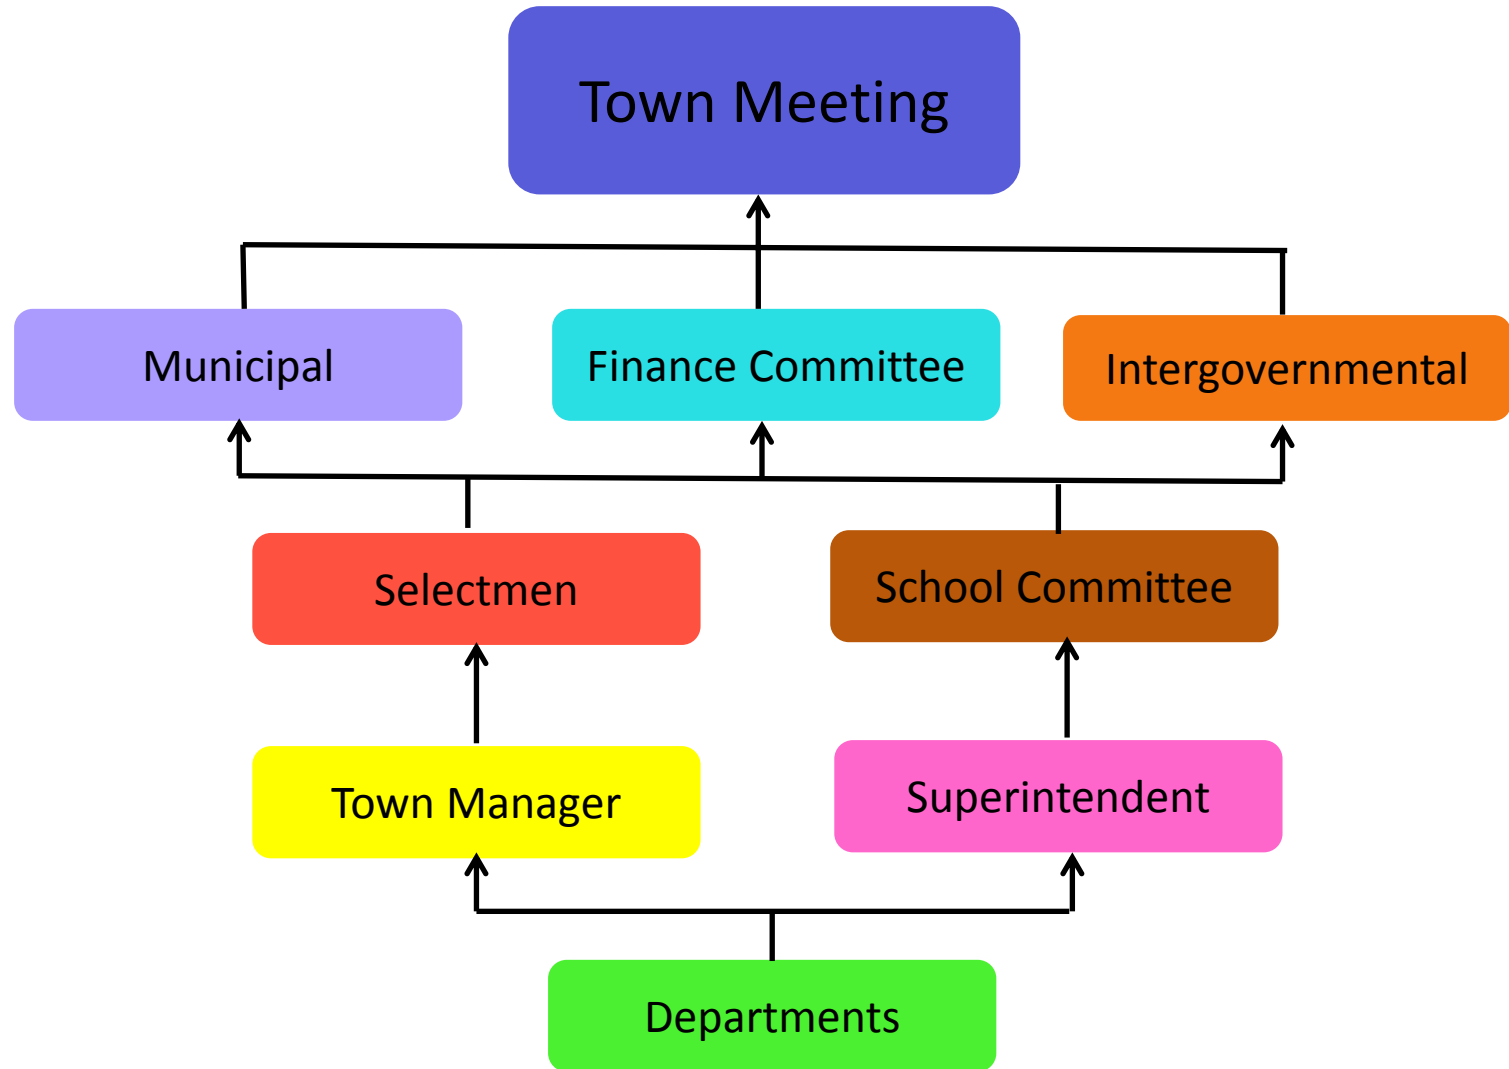 Town Meeting
Municipal
Finance Committee
Intergovernmental
Selectmen
School Committee
Town Manager
Superintendent
Departments